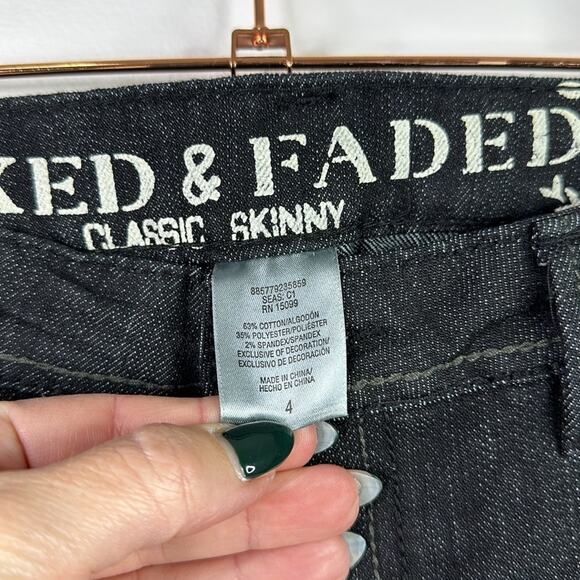 KED & FADED
CLASSIC SKINNY
885779235859
SEAS: C1
RN 15099
63% COTTON/ALGODÓN
35% POLYESTER/POLIÉSTER
2% SPANDEX/SPANDEX
EXCLUSIVE OF DECORATION/
EXCLUSIVO DE DECORACIÓN
MADE IN CHINA/
HECHO EN CHINA
4